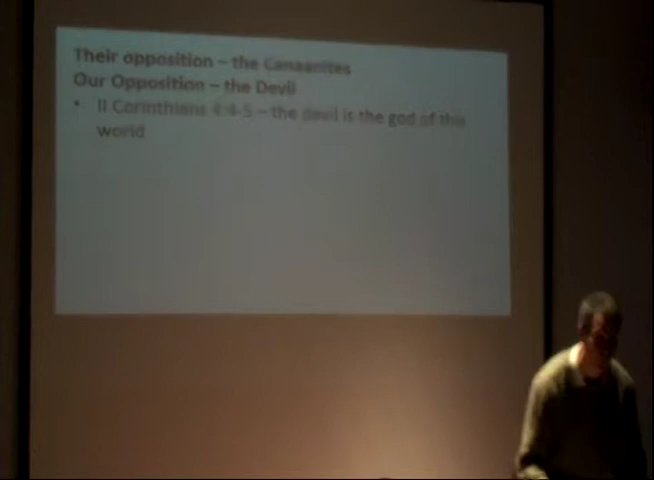 Their opposition – the Canaanites
Our Opposition – the Devil
• II Corinthians 4:4-5 – the devil is the god of this
world